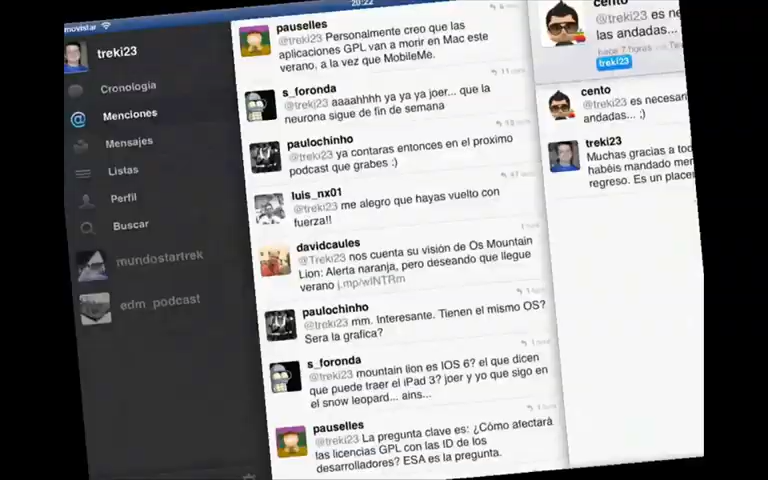 movistar
20:22
treki23
Cronología
Menciones
Mensajes
Listas
Perfil
Buscar
mundostartrek
edm_podcast
pauselles
@treki23 Personalmente creo que las
aplicaciones GPL van a morir en Mac este
verano, a la vez que MobileMe.
s_foronda
@treki23 aaaahhhh ya ya ya joer... que la
neurona sigue de fin de semana
paulochinho
@treki23 ya contaras entonces en el proximo
podcast que grabes :)
luis_nx01
@treki23 me alegro que hayas vuelto con
fuerza!!
davidcaules
@Treki23 nos cuenta su visión de Os Mountain
Lion: Alerta naranja, pero deseando que llegue
verano j.mp/wINTRm
paulochinho
@treki23 mm. Interesante. Tienen el mismo OS?
Sera la grafica?
s_foronda
@treki23 mountain lion es IOS 6? el que dicen
que puede traer el iPad 3? joer y yo que sigo en
el snow leopard... ains...
pauselles
@treki23 La pregunta clave es: ¿Cómo afectará
las licencias GPL con las ID de los
desarrolladores? ESA es la pregunta.
cento
@treki23 es ne
las andadas...
hace 7 horas
treki23
cento
@treki23 es necesari
andadas... ;)
treki23
Muchas gracias a to
habéis mandado me
regreso. Es un place